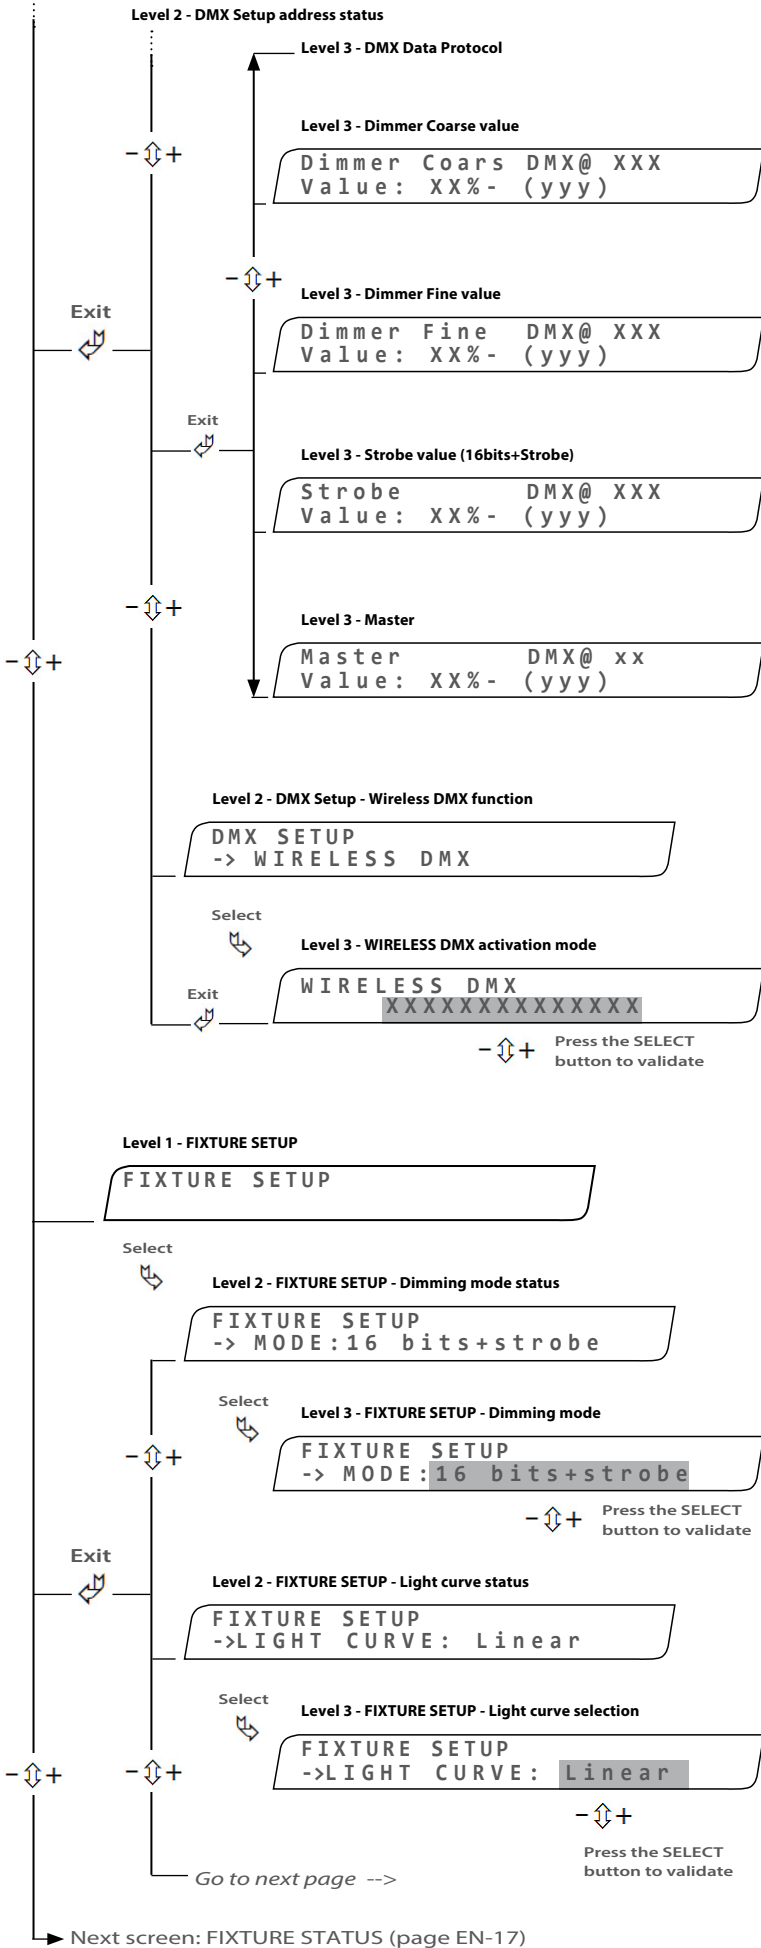 Level 2 - DMX Setup address status
Level 3 - DMX Data Protocol
Level 3 - Dimmer Coarse value
- +
Dimmer Coars DMX@ XXX
Value: XX%- (yyy)
- +
Level 3 - Dimmer Fine value
Exit
Dimmer Fine DMX@ XXX
Value: XX%- (yyy)
Exit
Level 3 - Strobe value (16bits+Strobe)
Strobe DMX@ XXX
Value: XX%- (yyy)
- +
Level 3 - Master
- +
Master DMX@ xx
Value: XX%- (yyy)
Level 2 - DMX Setup - Wireless DMX function
DMX SETUP
-> WIRELESS DMX
Select
Level 3 - WIRELESS DMX activation mode
Exit
WIRELESS DMX
XXXXXXXXXXXXXX
- +
Press the SELECT
button to validate
Level 1 - FIXTURE SETUP
FIXTURE SETUP
Select
Level 2 - FIXTURE SETUP - Dimming mode status
FIXTURE SETUP
-> MODE:16 bits+strobe
Select
Level 3 - FIXTURE SETUP - Dimming mode
- +
FIXTURE SETUP
-> MODE:16 bits+strobe
- +
Press the SELECT
button to validate
Exit
Level 2 - FIXTURE SETUP - Light curve status
FIXTURE SETUP
->LIGHT CURVE: Linear
Select
Level 3 - FIXTURE SETUP - Light curve selection
- +
- +
FIXTURE SETUP
->LIGHT CURVE: Linear
- +
Press the SELECT
button to validate
Go to next page -->
Next screen: FIXTURE STATUS (page EN-17)